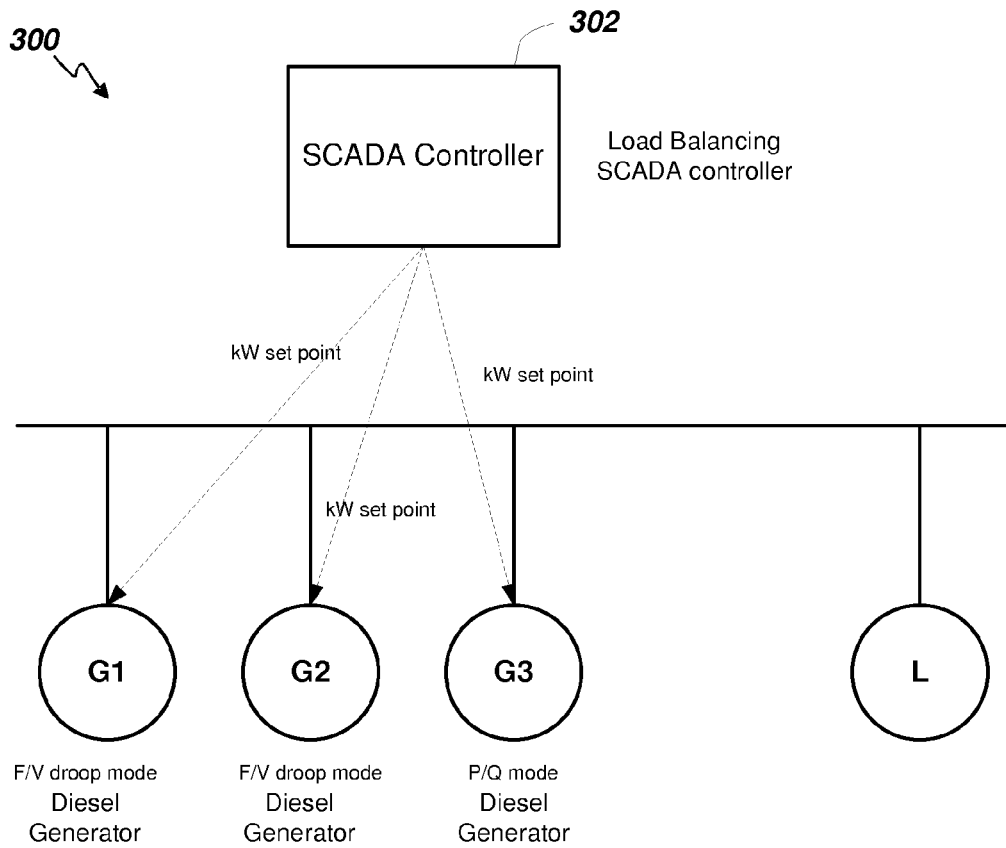 300
302
SCADA Controller
Load Balancing
SCADA controller
kW set point
kW set point
kW set point
G1
G2
G3
L
F/V droop mode
Diesel
Generator
F/V droop mode
Diesel
Generator
P/Q mode
Diesel
Generator